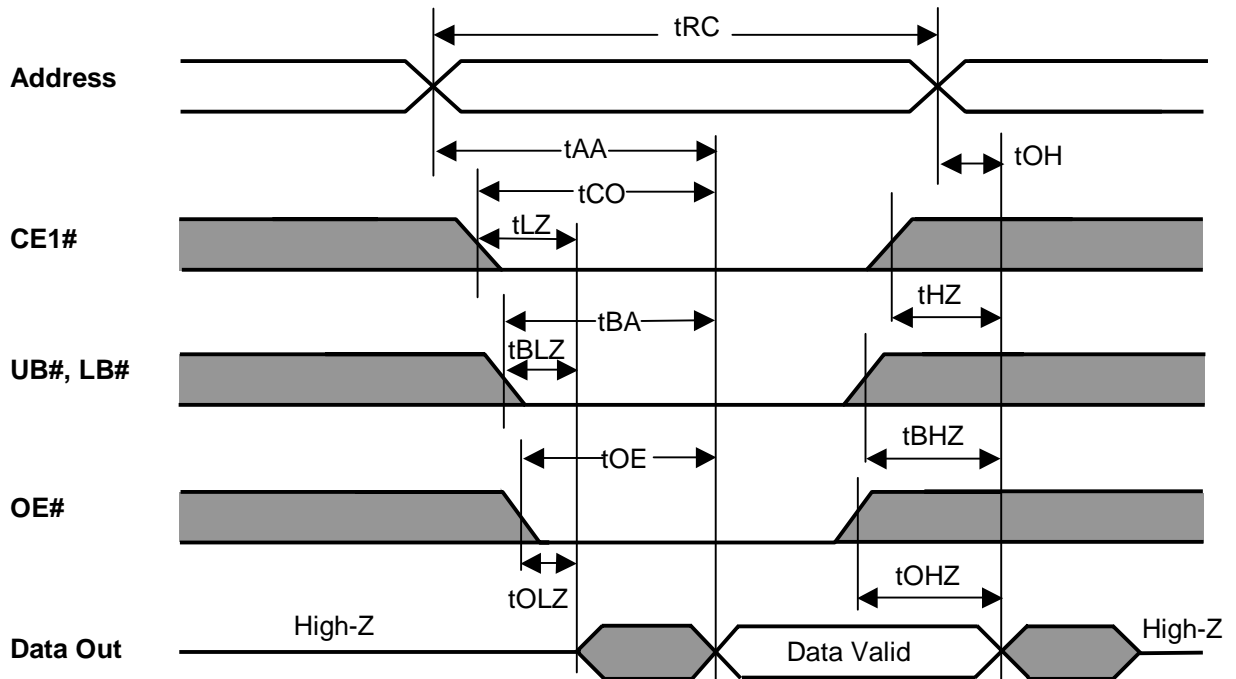 tRC
Address
tAA
tOH
tCO
CE1#
tLZ
tHZ
tBA
UB#, LB#
tBLZ
tBHZ
tOE
OE#
tOHZ
tOLZ
High-Z
High-Z
Data Out
Data Valid